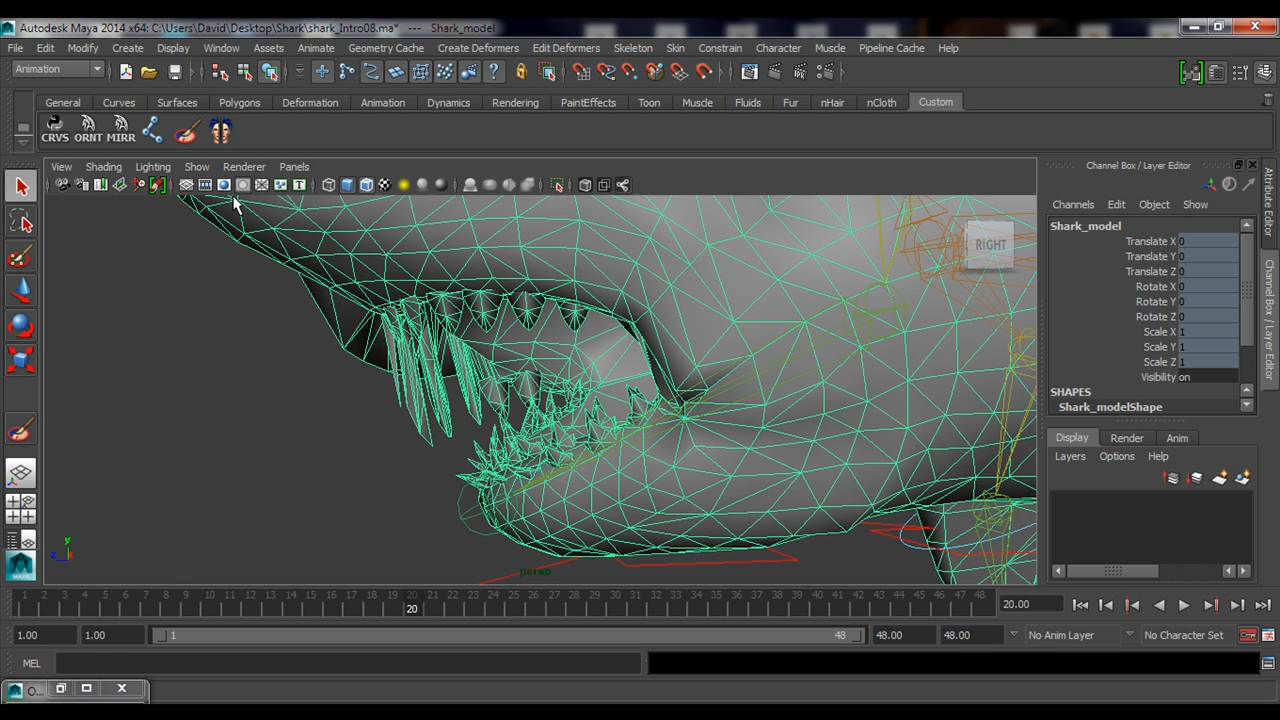 Autodesk Maya 2014 x64: C:\Users\David\Desktop\Shark\shark_Intro08.ma* --- Shark_model
File Edit Modify Create Display Window Assets Animate Geometry Cache Create Deformers Edit Deformers Skeleton Skin Constrain Character Muscle Pipeline Cache Help
Animation
General Curves Surfaces Polygons Deformation Animation Dynamics Rendering PaintEffects Toon Muscle Fluids Fur nHair nCloth Custom
CRVS ORNT MIRR
View Shading Lighting Show Renderer Panels
Channel Box / Layer Editor
Channels Edit Object Show
Shark_model
Translate X 0
Translate Y 0
Translate Z 0
Rotate X 0
Rotate Y 0
Rotate Z 0
Scale X 1
Scale Y 1
Scale Z 1
Visibility on
SHAPES
Shark_modelShape
Attribute Editor
Channel Box / Layer Editor
RIGHT
Display Render Anim
Layers Options Help
y
z x
persp
1 2 3 4 5 6 7 8 9 10 11 12 13 14 15 16 17 18 19 20 21 22 23 24 25 26 27 28 29 30 31 32 33 34 35 36 37 38 39 40 41 42 43 44 45 46 47 48
20
20.00
1.00 1.00 1 48 48.00 48.00 No Anim Layer No Character Set
MEL
O...